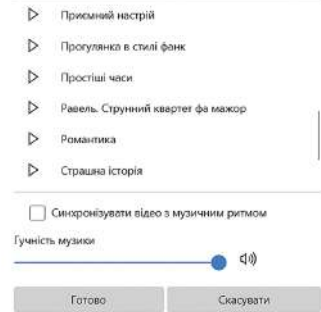 Приємний настрій
Прогулянка в стилі фанк
Простіші часи
Равель. Струнний квартет фа мажор
Романтика
Страшна історія
Синхронізувати відео з музичним ритмом
Гучність музики
Готово
Скасувати